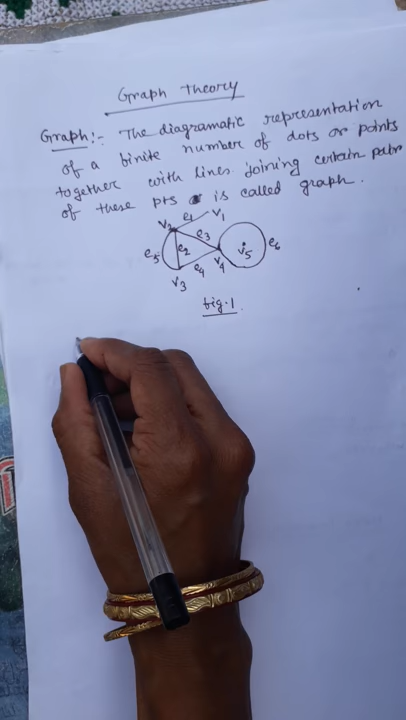 Graph Theory
Graph:- The diagramatic representation
of a binite number of dots or points
together with lines Joining certain pairs
of these pts is called graph.
e1 v1
v2 e3
e5 e2 v5 e6
e4 v4
v3
fig.1